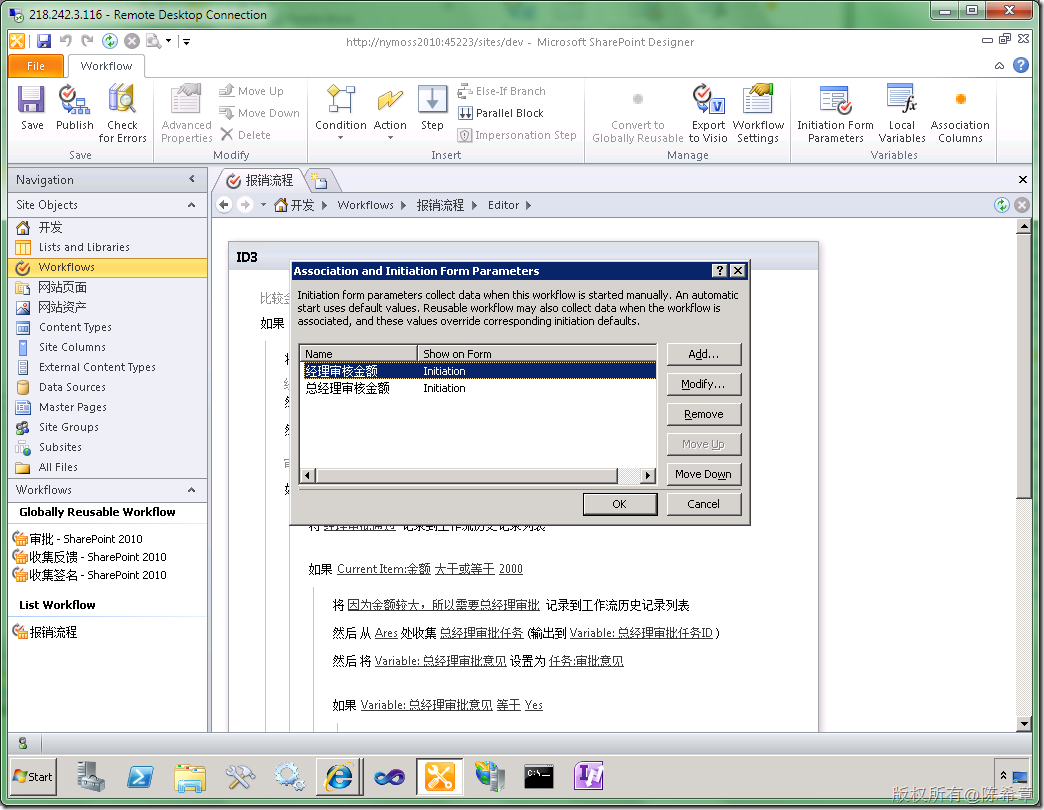 218.242.3.116 - Remote Desktop Connection
http://nymoss2010:45223/sites/dev - Microsoft SharePoint Designer
File
Workflow
Save
Publish
Check for Errors
Save
Advanced Properties
Move Up
Move Down
Delete
Modify
Condition
Action
Step
Else-If Branch
Parallel Block
Impersonation Step
Insert
Convert to Globally Reusable
Export to Visio
Workflow Settings
Manage
Initiation Form Parameters
Local Variables
Association Columns
Variables
Navigation
Site Objects
开发
Lists and Libraries
Workflows
网站页面
网站资产
Content Types
Site Columns
External Content Types
Data Sources
Master Pages
Site Groups
Subsites
All Files
Workflows
Globally Reusable Workflow
审批 - SharePoint 2010
收集反馈 - SharePoint 2010
收集签名 - SharePoint 2010
List Workflow
报销流程
报销流程
开发 Workflows 报销流程 Editor
ID3
比较
如果
Association and Initiation Form Parameters
Initiation form parameters collect data when this workflow is started manually. An automatic
start uses default values. Reusable workflow may also collect data when the workflow is
associated, and these values override corresponding initiation defaults.
Name Show on Form
经理审核金额 Initiation
总经理审核金额 Initiation
Add...
Modify...
Remove
Move Up
Move Down
OK
Cancel
将 经理审批通过 记录到工作流历史记录列表
如果 Current Item:金额 大于或等于 2000
将 因为金额较大，所以需要总经理审批 记录到工作流历史记录列表
然后 从 Ares 处收集 总经理审批任务 (输出到 Variable: 总经理审批任务ID )
然后 将 Variable: 总经理审批意见 设置为 任务:审批意见
如果 Variable: 总经理审批意见 等于 Yes
Start
版权所有@陈希章